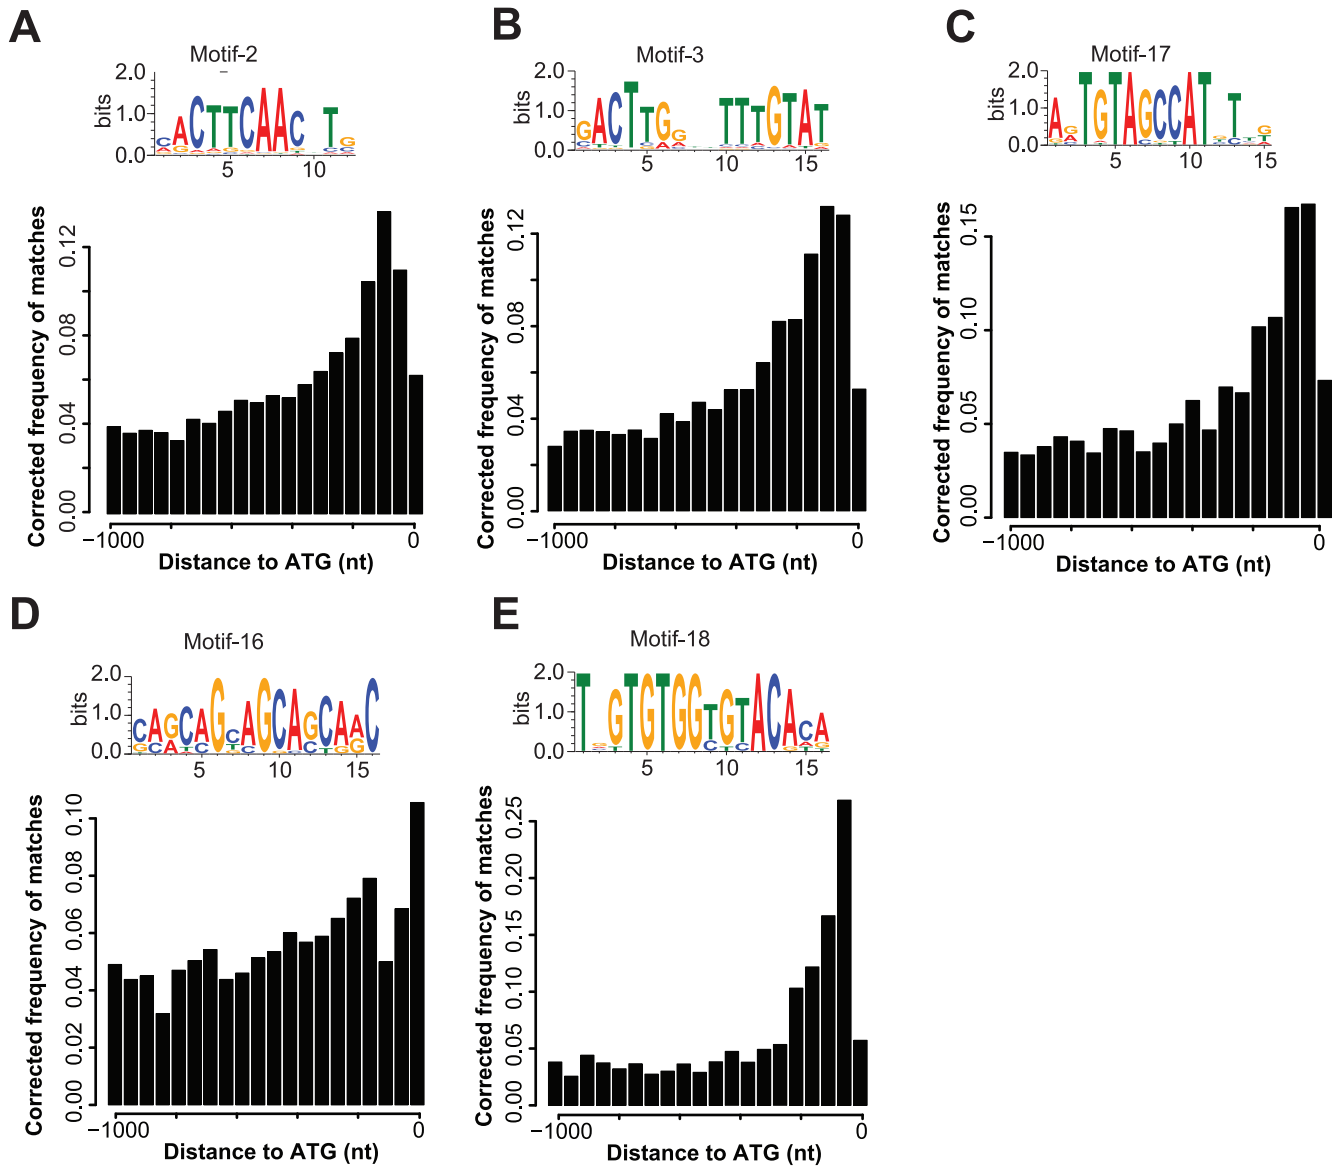 A
Motif-2
bits
2.0
1.0
0.0
5
10
Corrected frequency of matches
0.12
0.08
0.04
0.00
−1000
0
Distance to ATG (nt)
B
Motif-3
bits
2.0
1.0
0.0
5
10
15
Corrected frequency of matches
0.12
0.08
0.04
0.00
−1000
0
Distance to ATG (nt)
C
Motif-17
bits
2.0
1.0
0.0
5
10
15
Corrected frequency of matches
0.15
0.10
0.05
0.00
−1000
0
Distance to ATG (nt)
D
Motif-16
bits
2.0
1.0
0.0
5
10
15
Corrected frequency of matches
0.10
0.08
0.06
0.04
0.02
0.00
−1000
0
Distance to ATG (nt)
E
Motif-18
bits
2.0
1.0
0.0
5
10
15
Corrected frequency of matches
0.25
0.20
0.15
0.10
0.05
0.00
−1000
0
Distance to ATG (nt)